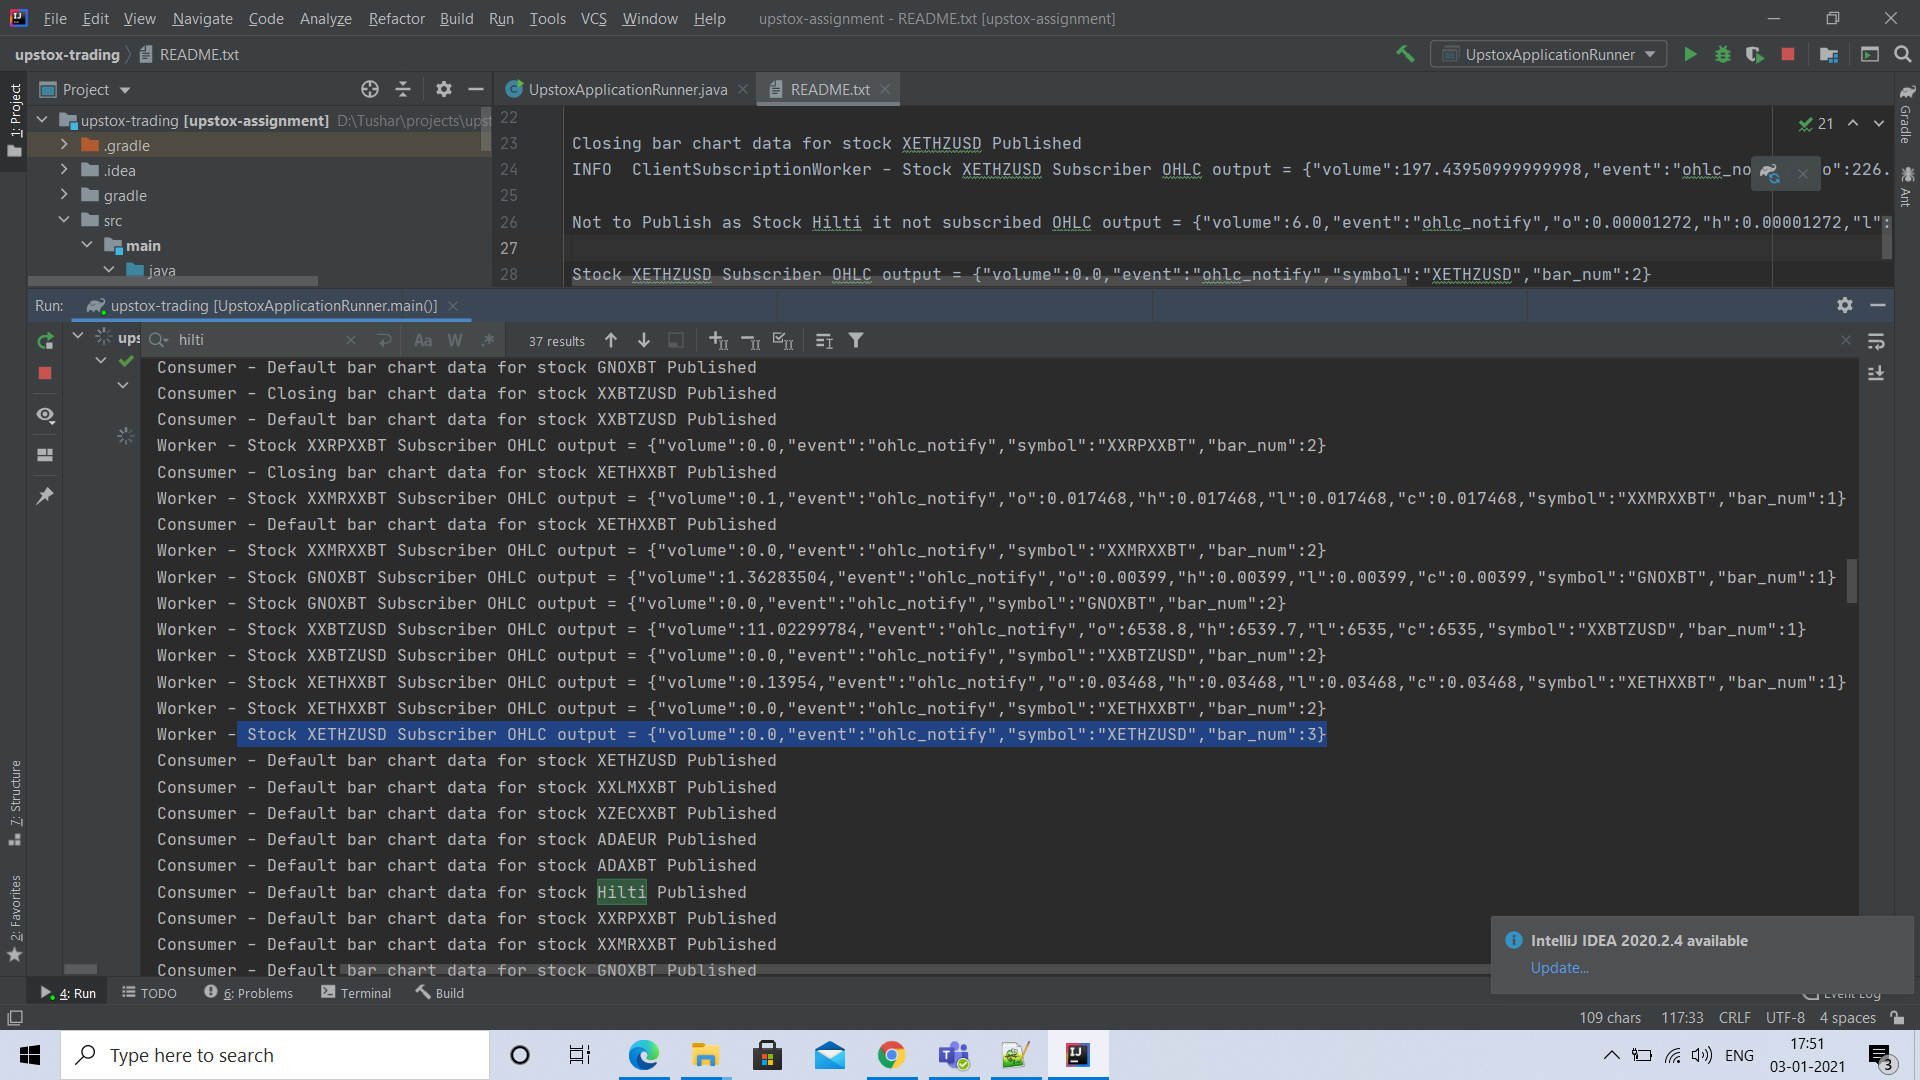 File Edit View Navigate Code Analyze Refactor Build Run Tools VCS Window Help upstox-assignment - README.txt [upstox-assignment]
upstox-trading README.txt UpstoxApplicationRunner
1: Project
Project
UpstoxApplicationRunner.java README.txt
upstox-trading [upstox-assignment] D:\Tushar\projects\upst
.gradle
.idea
gradle
src
main
java
22
23 Closing bar chart data for stock XETHZUSD Published
24 INFO ClientSubscriptionWorker - Stock XETHZUSD Subscriber OHLC output = {"volume":197.43950999999998,"event":"ohlc_no o":226.
25
26 Not to Publish as Stock Hilti it not subscribed OHLC output = {"volume":6.0,"event":"ohlc_notify","o":0.00001272,"h":0.00001272,"l":
27
28 Stock XETHZUSD Subscriber OHLC output = {"volume":0.0,"event":"ohlc_notify","symbol":"XETHZUSD","bar_num":2}
21
Gradle
Ant
Run: upstox-trading [UpstoxApplicationRunner.main()]
ups
hilti Aa W .* 37 results
Consumer - Default bar chart data for stock GNOXBT Published
Consumer - Closing bar chart data for stock XXBTZUSD Published
Consumer - Default bar chart data for stock XXBTZUSD Published
Worker - Stock XXRPXXBT Subscriber OHLC output = {"volume":0.0,"event":"ohlc_notify","symbol":"XXRPXXBT","bar_num":2}
Consumer - Closing bar chart data for stock XETHXXBT Published
Worker - Stock XXMRXXBT Subscriber OHLC output = {"volume":0.1,"event":"ohlc_notify","o":0.017468,"h":0.017468,"l":0.017468,"c":0.017468,"symbol":"XXMRXXBT","bar_num":1}
Consumer - Default bar chart data for stock XETHXXBT Published
Worker - Stock XXMRXXBT Subscriber OHLC output = {"volume":0.0,"event":"ohlc_notify","symbol":"XXMRXXBT","bar_num":2}
Worker - Stock GNOXBT Subscriber OHLC output = {"volume":1.36283504,"event":"ohlc_notify","o":0.00399,"h":0.00399,"l":0.00399,"c":0.00399,"symbol":"GNOXBT","bar_num":1}
Worker - Stock GNOXBT Subscriber OHLC output = {"volume":0.0,"event":"ohlc_notify","symbol":"GNOXBT","bar_num":2}
Worker - Stock XXBTZUSD Subscriber OHLC output = {"volume":11.02299784,"event":"ohlc_notify","o":6538.8,"h":6539.7,"l":6535,"c":6535,"symbol":"XXBTZUSD","bar_num":1}
Worker - Stock XXBTZUSD Subscriber OHLC output = {"volume":0.0,"event":"ohlc_notify","symbol":"XXBTZUSD","bar_num":2}
Worker - Stock XETHXXBT Subscriber OHLC output = {"volume":0.13954,"event":"ohlc_notify","o":0.03468,"h":0.03468,"l":0.03468,"c":0.03468,"symbol":"XETHXXBT","bar_num":1}
Worker - Stock XETHXXBT Subscriber OHLC output = {"volume":0.0,"event":"ohlc_notify","symbol":"XETHXXBT","bar_num":2}
Worker - Stock XETHZUSD Subscriber OHLC output = {"volume":0.0,"event":"ohlc_notify","symbol":"XETHZUSD","bar_num":3}
Consumer - Default bar chart data for stock XETHZUSD Published
Consumer - Default bar chart data for stock XXLMXXBT Published
Consumer - Default bar chart data for stock XZECXXBT Published
Consumer - Default bar chart data for stock ADAEUR Published
Consumer - Default bar chart data for stock ADAXBT Published
Consumer - Default bar chart data for stock Hilti Published
Consumer - Default bar chart data for stock XXRPXXBT Published
Consumer - Default bar chart data for stock XXMRXXBT Published
Consumer - Default bar chart data for stock GNOXBT Published
7: Structure
2: Favorites
IntelliJ IDEA 2020.2.4 available
Update...
4: Run TODO 6: Problems Terminal Build Event Log
109 chars 117:33 CRLF UTF-8 4 spaces
Type here to search
ENG
17:51
03-01-2021
3